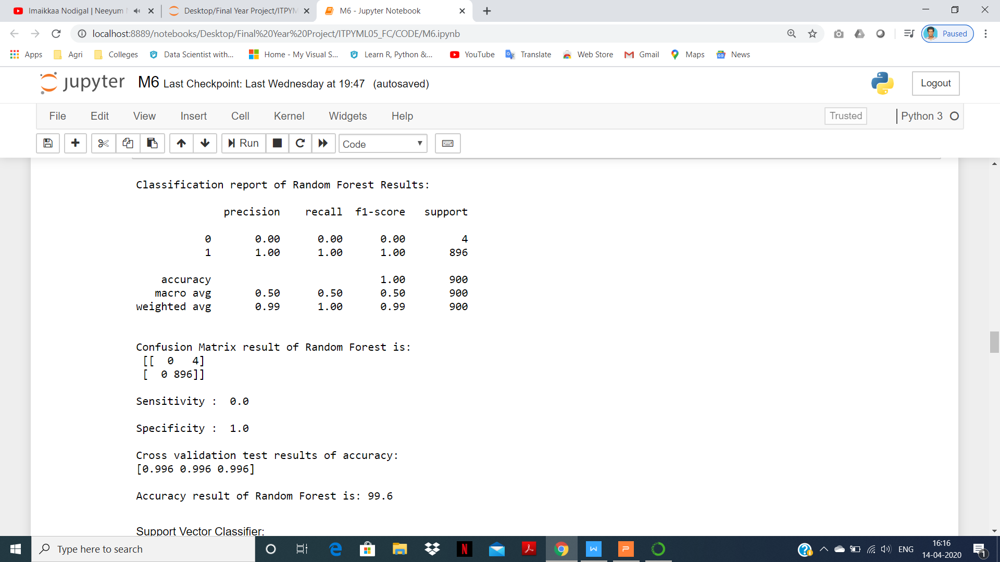 Imaikkaa Nodigal | Neeyum
Desktop/Final Year Project/ITPYM
M6 - Jupyter Notebook
localhost:8889/notebooks/Desktop/Final%20Year%20Project/ITPYML05_FC/CODE/M6.ipynb
Paused
Apps Agri Colleges Data Scientist with... Home - My Visual S... Learn R, Python &... YouTube Translate Web Store Gmail Maps News
jupyter M6 Last Checkpoint: Last Wednesday at 19:47 (autosaved)
Logout
File Edit View Insert Cell Kernel Widgets Help
Trusted
Python 3
Run
Code
Classification report of Random Forest Results:
precision recall f1-score support
0 0.00 0.00 0.00 4
1 1.00 1.00 1.00 896
accuracy 1.00 900
macro avg 0.50 0.50 0.50 900
weighted avg 0.99 1.00 0.99 900
Confusion Matrix result of Random Forest is:
[[ 0 4]
[ 0 896]]
Sensitivity : 0.0
Specificity : 1.0
Cross validation test results of accuracy:
[0.996 0.996 0.996]
Accuracy result of Random Forest is: 99.6
Support Vector Classifier:
Type here to search
ENG
16:16
14-04-2020
1